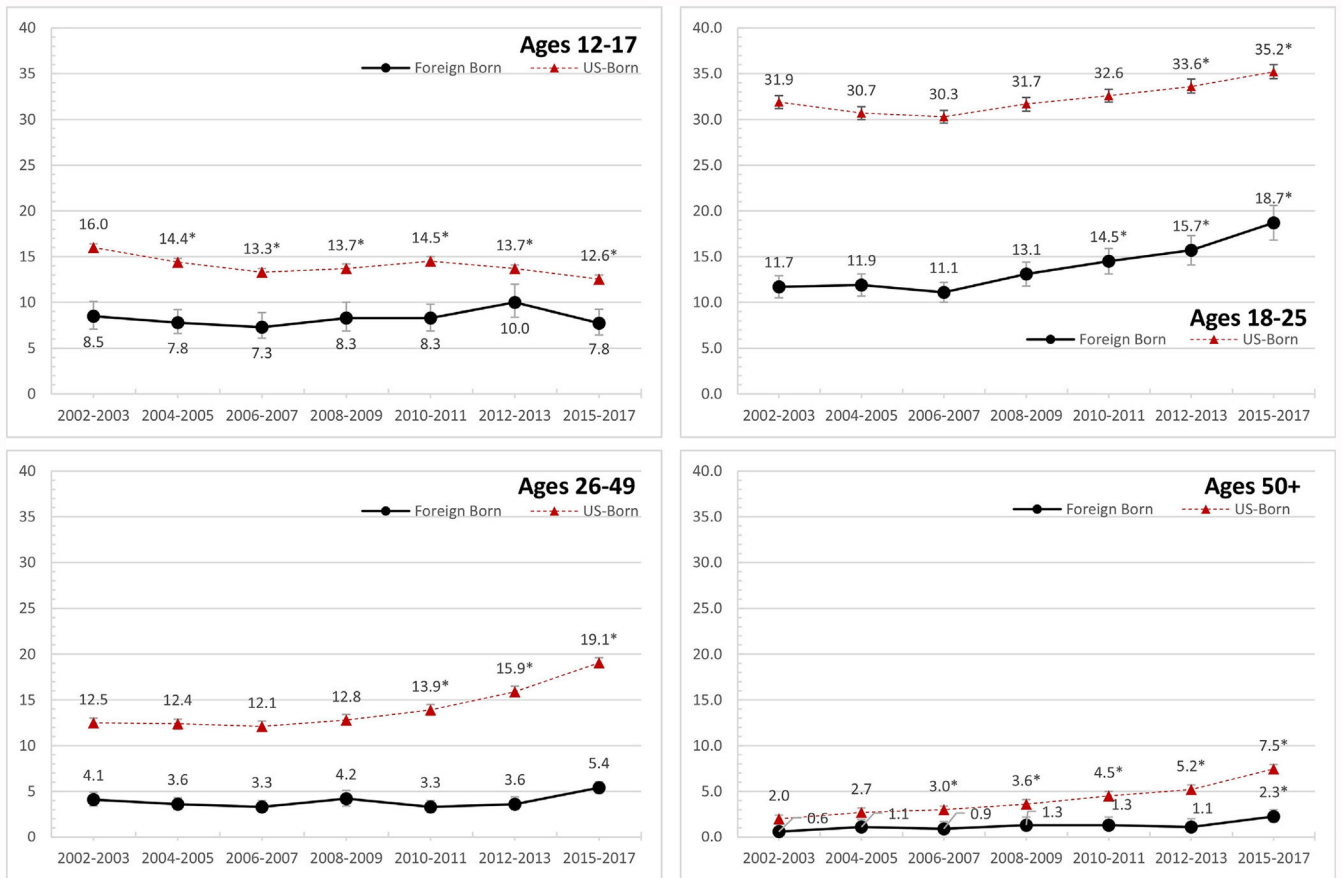 Ages 12-17
Foreign Born US-Born
40
35
30
25
20
15
10
5
0
16.0 14.4* 13.3* 13.7* 14.5* 13.7* 12.6*
8.5 7.8 7.3 8.3 8.3 10.0 7.8
2002-2003 2004-2005 2006-2007 2008-2009 2010-2011 2012-2013 2015-2017
Ages 18-25
Foreign Born US-Born
40.0
35.0
30.0
25.0
20.0
15.0
10.0
5.0
0.0
31.9 30.7 30.3 31.7 32.6 33.6* 35.2*
11.7 11.9 11.1 13.1 14.5* 15.7* 18.7*
2002-2003 2004-2005 2006-2007 2008-2009 2010-2011 2012-2013 2015-2017
Ages 26-49
Foreign Born US-Born
40
35
30
25
20
15
10
5
0
12.5 12.4 12.1 12.8 13.9* 15.9* 19.1*
4.1 3.6 3.3 4.2 3.3 3.6 5.4
2002-2003 2004-2005 2006-2007 2008-2009 2010-2011 2012-2013 2015-2017
Ages 50+
Foreign Born US-Born
40.0
35.0
30.0
25.0
20.0
15.0
10.0
5.0
0.0
2.0 2.7 3.0* 3.6* 4.5* 5.2* 7.5*
0.6 1.1 0.9 1.3 1.3 1.1 2.3*
2002-2003 2004-2005 2006-2007 2008-2009 2010-2011 2012-2013 2015-2017